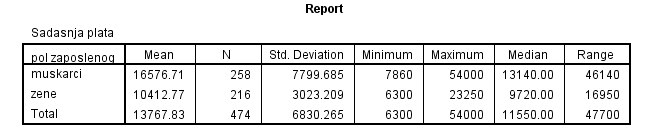 Report
Sadasnja plata
pol zaposlenog Mean N Std. Deviation Minimum Maximum Median Range
muskarci 16576.71 258 7799.685 7860 54000 13140.00 46140
zene 10412.77 216 3023.209 6300 23250 9720.00 16950
Total 13767.83 474 6830.265 6300 54000 11550.00 47700